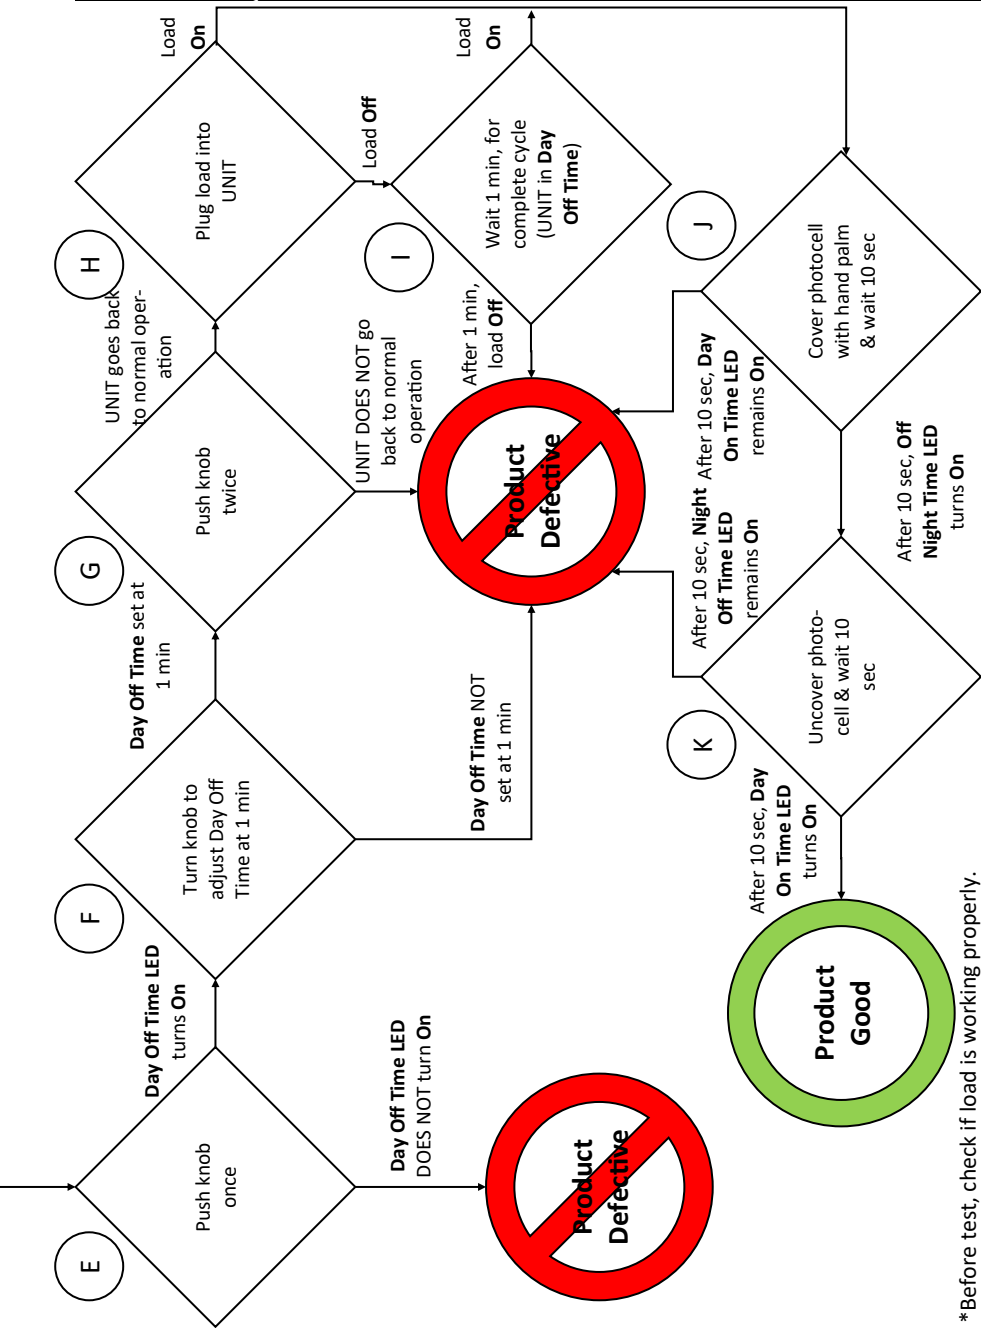 E
Push knob
once
Day Off Time LED
turns On
Day Off Time LED
DOES NOT turn On
Product
Defective
F
Turn knob to
adjust Day Off
Time at 1 min
Day Off Time set at
1 min
Day Off Time NOT
set at 1 min
G
Push knob
twice
UNIT goes back
to normal oper-
ation
UNIT DOES NOT go
back to normal
operation
Product
Defective
H
Plug load into
UNIT
Load
On
Load Off
I
Wait 1 min, for
complete cycle
(UNIT in Day
Off Time)
Load
On
After 1 min,
load Off
J
Cover photocell
with hand palm
& wait 10 sec
After 10 sec, Day
On Time LED
remains On
After 10 sec, Off
Night Time LED
turns On
K
Uncover photo-
cell & wait 10
sec
After 10 sec, Night
Off Time LED
remains On
After 10 sec, Day
On Time LED
turns On
Product
Good
*Before test, check if load is working properly.